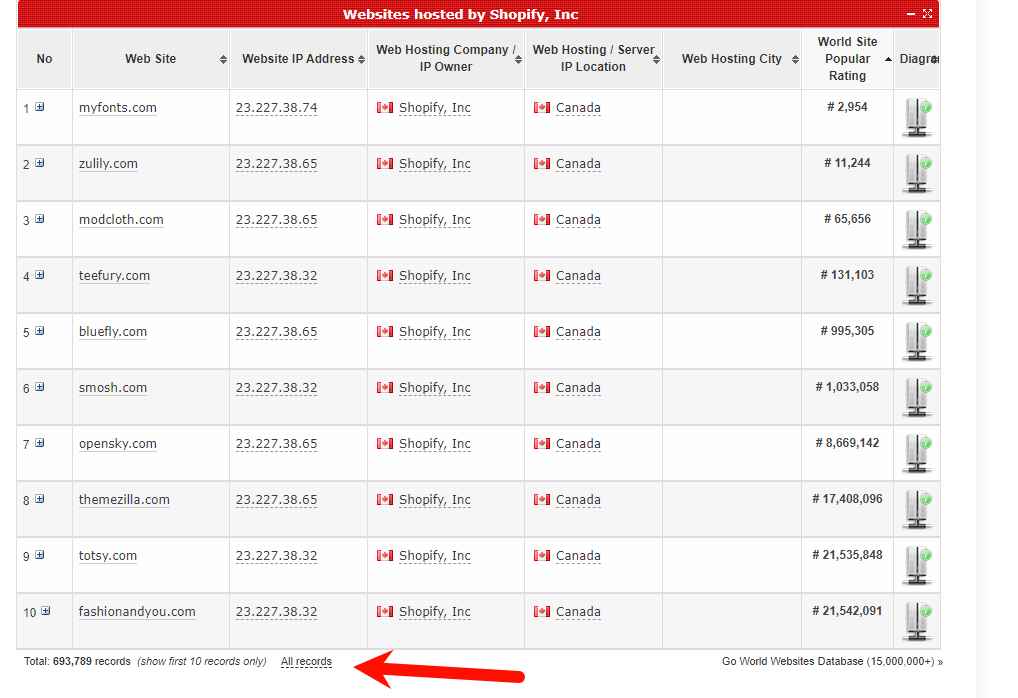 Websites hosted by Shopify, Inc
No Web Site Website IP Address Web Hosting Company / IP Owner Web Hosting / Server IP Location Web Hosting City World Site Popular Rating
1 myfonts.com 23.227.38.74 Shopify, Inc Canada # 2,954
2 zulily.com 23.227.38.65 Shopify, Inc Canada # 11,244
3 modcloth.com 23.227.38.65 Shopify, Inc Canada # 65,656
4 teefury.com 23.227.38.32 Shopify, Inc Canada # 131,103
5 bluefly.com 23.227.38.65 Shopify, Inc Canada # 995,305
6 smosh.com 23.227.38.32 Shopify, Inc Canada # 1,033,058
7 opensky.com 23.227.38.65 Shopify, Inc Canada # 8,669,142
8 themezilla.com 23.227.38.65 Shopify, Inc Canada # 17,408,096
9 totsy.com 23.227.38.32 Shopify, Inc Canada # 21,535,848
10 fashionandyou.com 23.227.38.32 Shopify, Inc Canada # 21,542,091
Total: 693,789 records (show first 10 records only) All records Go World Websites Database (15,000,000+) »